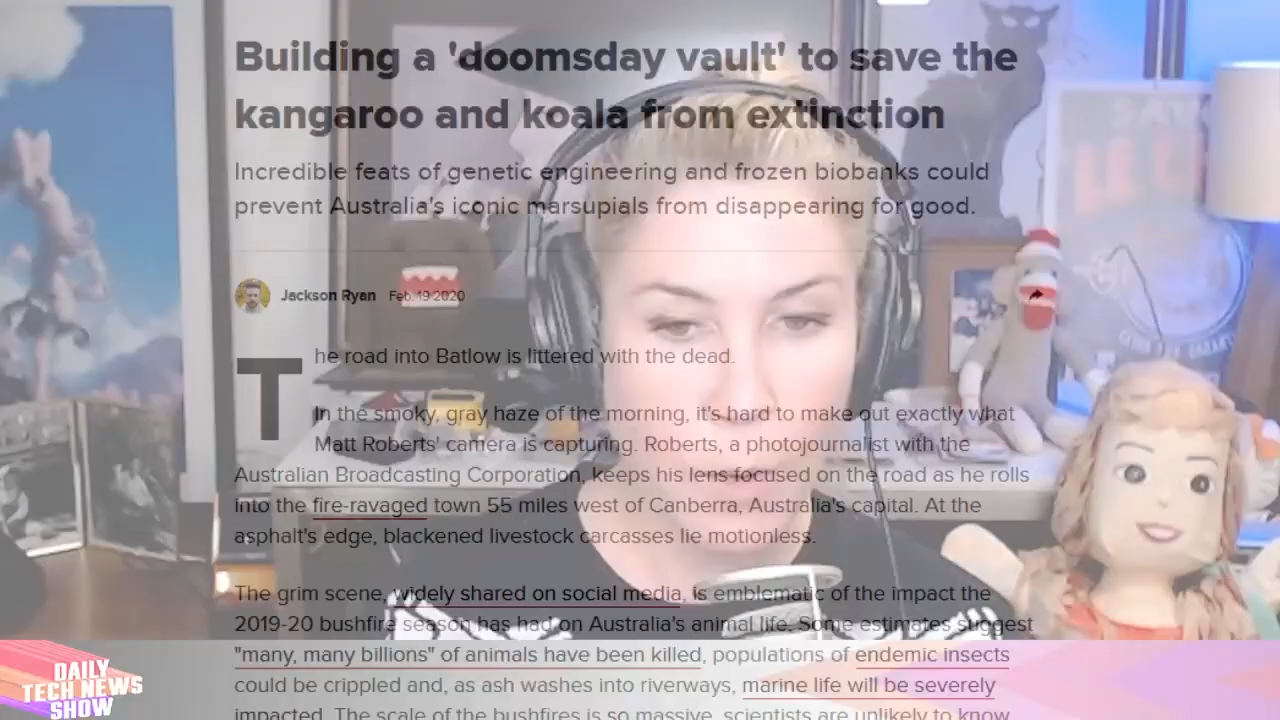 Building a 'doomsday vault' to save the
kangaroo and koala from extinction
Incredible feats of genetic engineering and frozen biobanks could
prevent Australia's iconic marsupials from disappearing for good.
Jackson Ryan Feb. 19 2020
The road into Batlow is littered with the dead.
In the smoky, gray haze of the morning, it's hard to make out exactly what
Matt Roberts' camera is capturing. Roberts, a photojournalist with the
Australian Broadcasting Corporation, keeps his lens focused on the road as he rolls
into the fire-ravaged town 55 miles west of Canberra, Australia's capital. At the
asphalt's edge, blackened livestock carcasses lie motionless.
The grim scene, widely shared on social media, is emblematic of the impact the
2019-20 bushfire season has had on Australia's animal life. Some estimates suggest
"many, many billions" of animals have been killed, populations of endemic insects
could be crippled and, as ash washes into riverways, marine life will be severely
impacted. The scale of the bushfires is so massive, scientists are unlikely to know
DAILY
TECH NEWS
SHOW